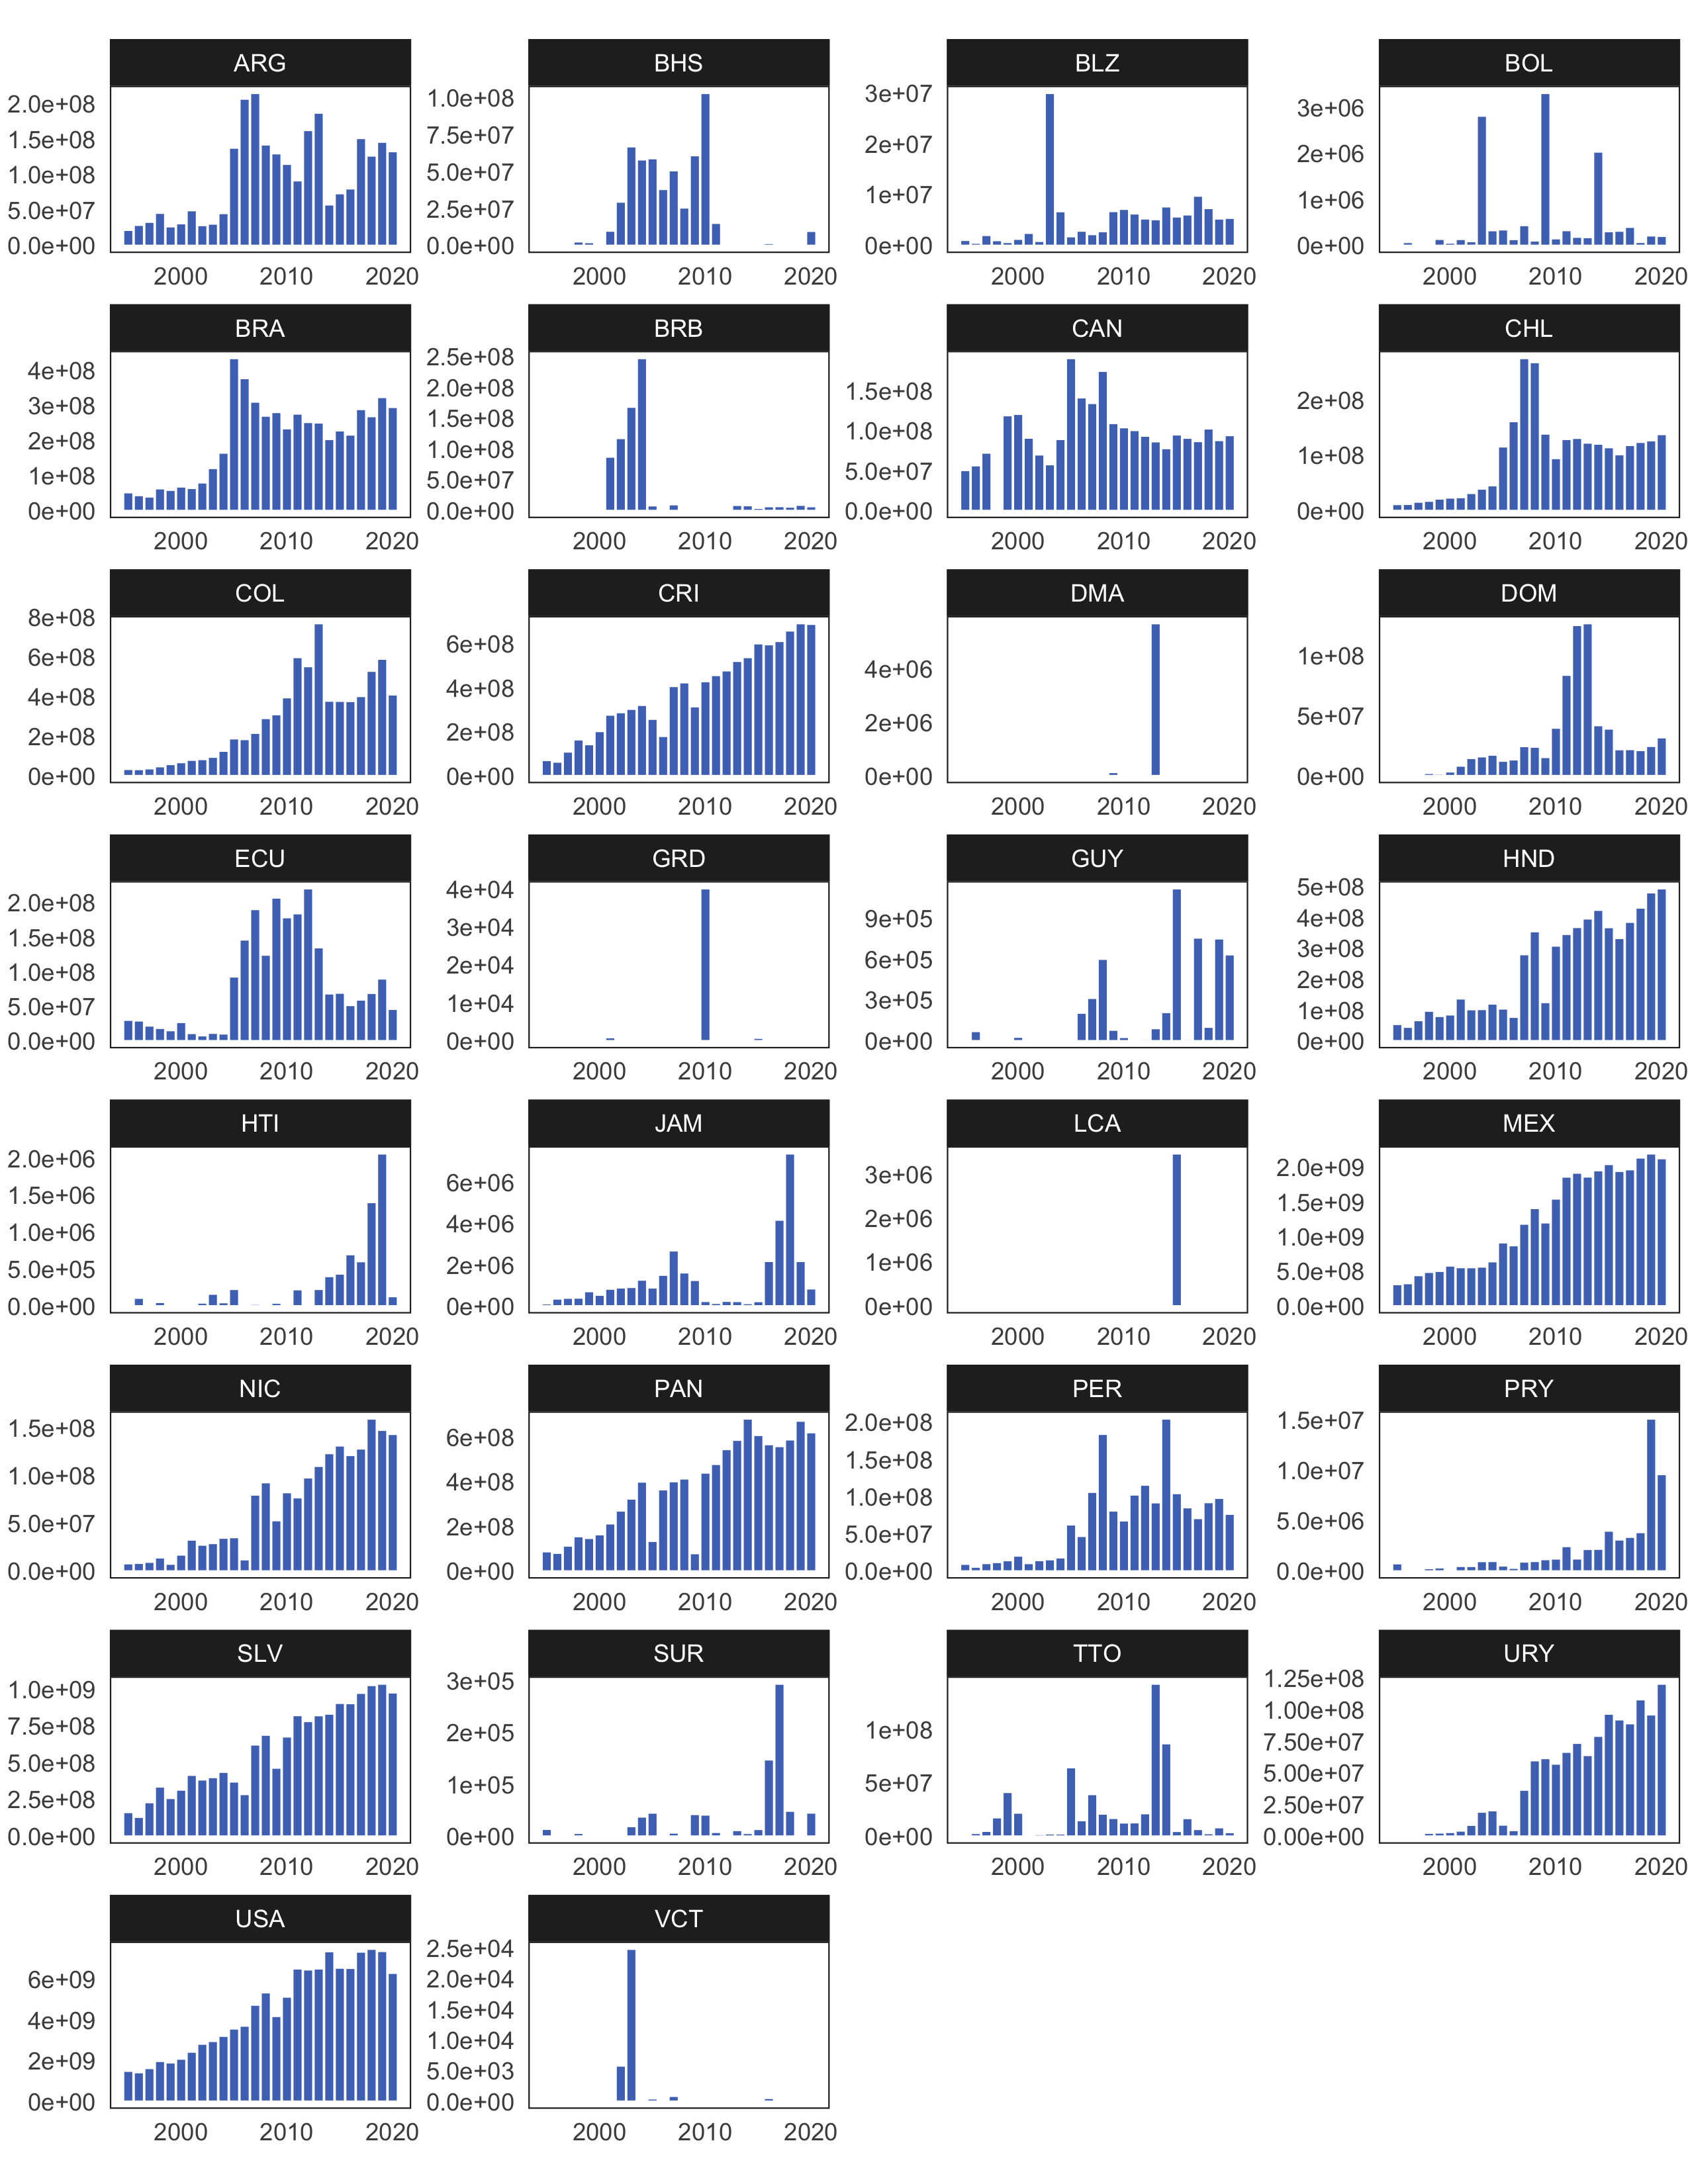 ARG BHS BLZ BOL
2.0e+08 1.5e+08 1.0e+08 5.0e+07 0.0e+00
1.0e+08 7.5e+07 5.0e+07 2.5e+07 0.0e+00
3e+07 2e+07 1e+07 0e+00
3e+06 2e+06 1e+06 0e+00
2000 2010 2020 2000 2010 2020 2000 2010 2020 2000 2010 2020
BRA BRB CAN CHL
4e+08 3e+08 2e+08 1e+08 0e+00
2.5e+08 2.0e+08 1.5e+08 1.0e+08 5.0e+07 0.0e+00
1.5e+08 1.0e+08 5.0e+07 0.0e+00
2e+08 1e+08 0e+00
2000 2010 2020 2000 2010 2020 2000 2010 2020 2000 2010 2020
COL CRI DMA DOM
8e+08 6e+08 4e+08 2e+08 0e+00
6e+08 4e+08 2e+08 0e+00
4e+06 2e+06 0e+00
1e+08 5e+07 0e+00
2000 2010 2020 2000 2010 2020 2000 2010 2020 2000 2010 2020
ECU GRD GUY HND
2.0e+08 1.5e+08 1.0e+08 5.0e+07 0.0e+00
4e+04 3e+04 2e+04 1e+04 0e+00
9e+05 6e+05 3e+05 0e+00
5e+08 4e+08 3e+08 2e+08 1e+08 0e+00
2000 2010 2020 2000 2010 2020 2000 2010 2020 2000 2010 2020
HTI JAM LCA MEX
2.0e+06 1.5e+06 1.0e+06 5.0e+05 0.0e+00
6e+06 4e+06 2e+06 0e+00
3e+06 2e+06 1e+06 0e+00
2.0e+09 1.5e+09 1.0e+09 5.0e+08 0.0e+00
2000 2010 2020 2000 2010 2020 2000 2010 2020 2000 2010 2020
NIC PAN PER PRY
1.5e+08 1.0e+08 5.0e+07 0.0e+00
6e+08 4e+08 2e+08 0e+00
2.0e+08 1.5e+08 1.0e+08 5.0e+07 0.0e+00
1.5e+07 1.0e+07 5.0e+06 0.0e+00
2000 2010 2020 2000 2010 2020 2000 2010 2020 2000 2010 2020
SLV SUR TTO URY
1.0e+09 7.5e+08 5.0e+08 2.5e+08 0.0e+00
3e+05 2e+05 1e+05 0e+00
1e+08 5e+07 0e+00
1.25e+08 1.00e+08 7.50e+07 5.00e+07 2.50e+07 0.00e+00
2000 2010 2020 2000 2010 2020 2000 2010 2020 2000 2010 2020
USA VCT
6e+09 4e+09 2e+09 0e+00
2.5e+04 2.0e+04 1.5e+04 1.0e+04 5.0e+03 0.0e+00
2000 2010 2020 2000 2010 2020